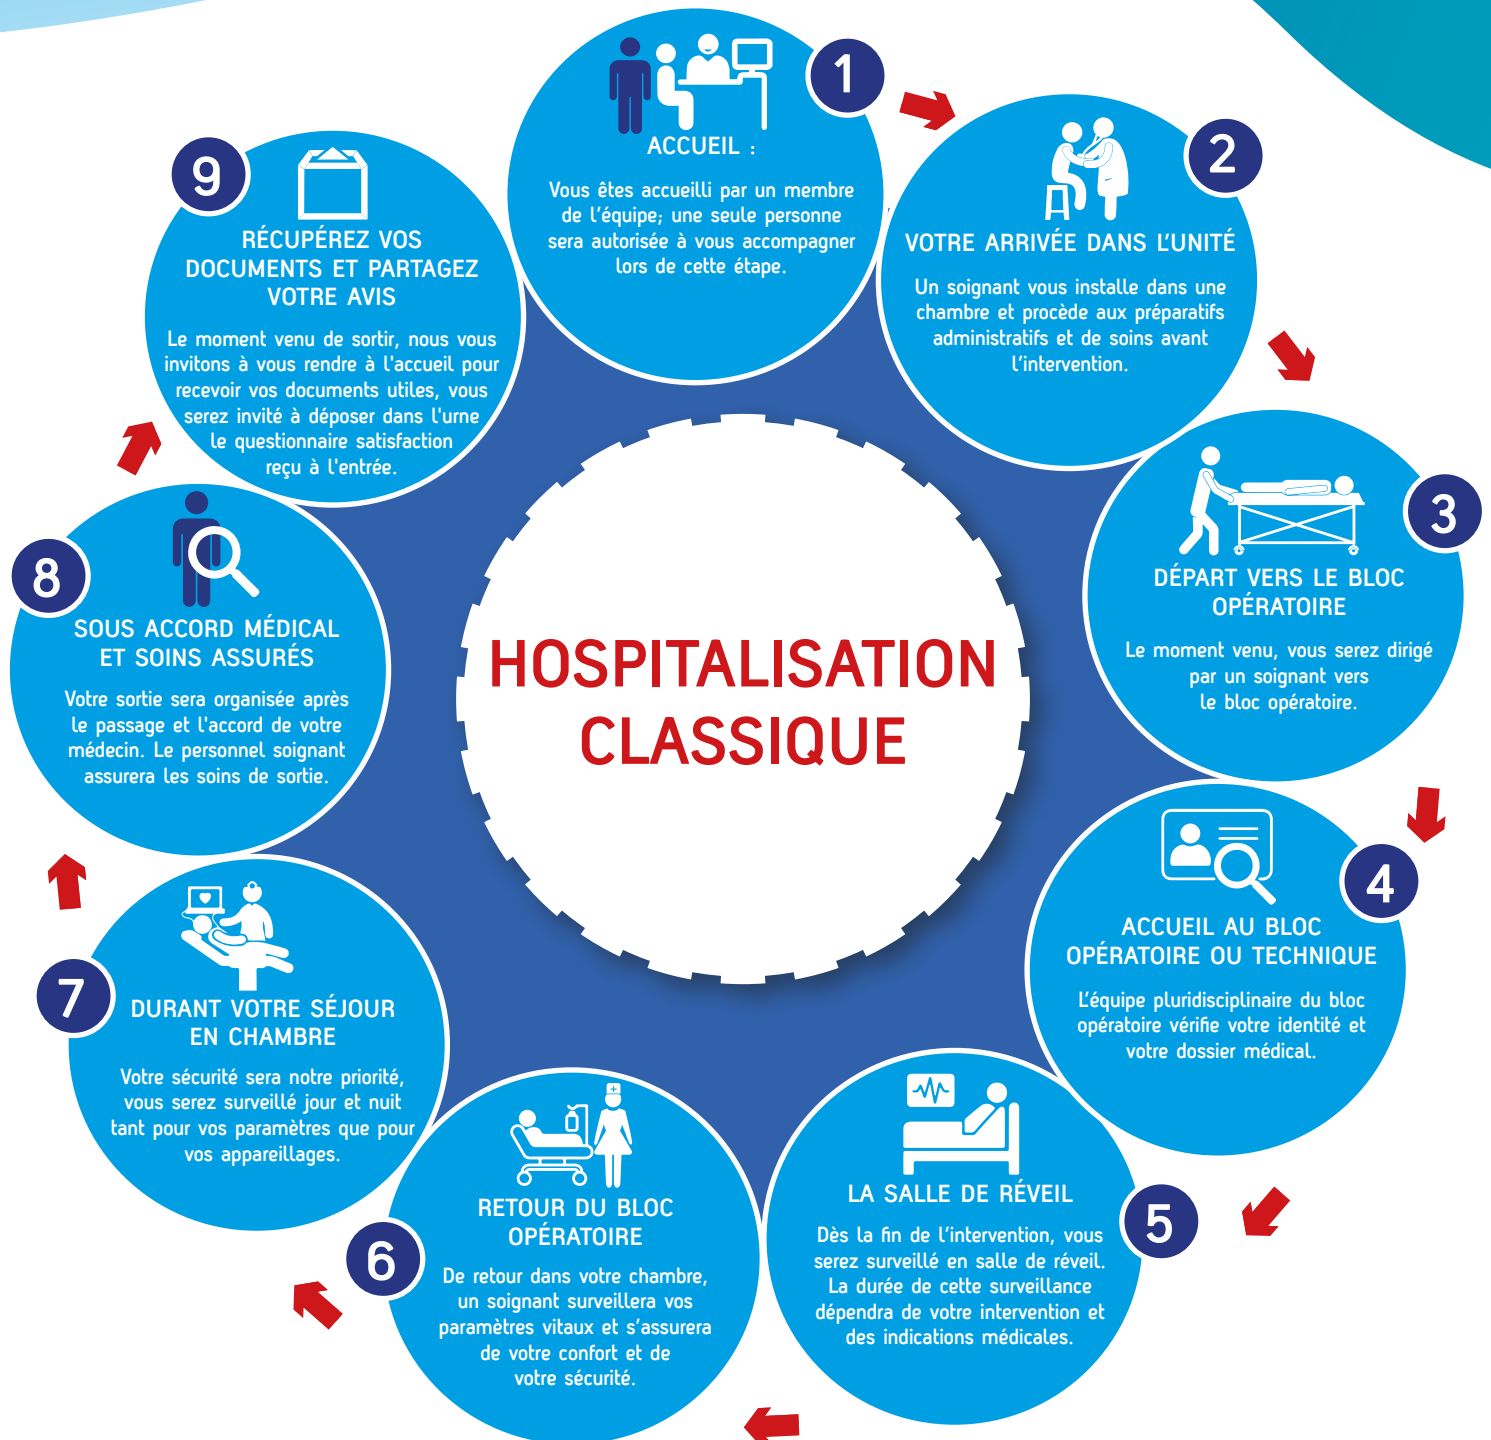 1
ACCUEIL :
Vous êtes accueilli par un membre
de l'équipe; une seule personne
sera autorisée à vous accompagner
lors de cette étape.
2
VOTRE ARRIVÉE DANS L'UNITÉ
Un soignant vous installe dans une
chambre et procède aux préparatifs
administratifs et de soins avant
l'intervention.
3
DÉPART VERS LE BLOC
OPÉRATOIRE
Le moment venu, vous serez dirigé
par un soignant vers
le bloc opératoire.
4
ACCUEIL AU BLOC
OPÉRATOIRE OU TECHNIQUE
L'équipe pluridisciplinaire du bloc
opératoire vérifie votre identité et
votre dossier médical.
5
LA SALLE DE RÉVEIL
Dès la fin de l'intervention, vous
serez surveillé en salle de réveil.
La durée de cette surveillance
dépendra de votre intervention et
des indications médicales.
6
RETOUR DU BLOC
OPÉRATOIRE
De retour dans votre chambre,
un soignant surveillera vos
paramètres vitaux et s'assurera
de votre confort et de
votre sécurité.
7
DURANT VOTRE SÉJOUR
EN CHAMBRE
Votre sécurité sera notre priorité,
vous serez surveillé jour et nuit
tant pour vos paramètres que pour
vos appareillages.
8
SOUS ACCORD MÉDICAL
ET SOINS ASSURÉS
Votre sortie sera organisée après
le passage et l'accord de votre
médecin. Le personnel soignant
assurera les soins de sortie.
9
RÉCUPÉREZ VOS
DOCUMENTS ET PARTAGEZ
VOTRE AVIS
Le moment venu de sortir, nous vous
invitons à vous rendre à l'accueil pour
recevoir vos documents utiles, vous
serez invité à déposer dans l'urne
le questionnaire satisfaction
reçu à l'entrée.
HOSPITALISATION
CLASSIQUE